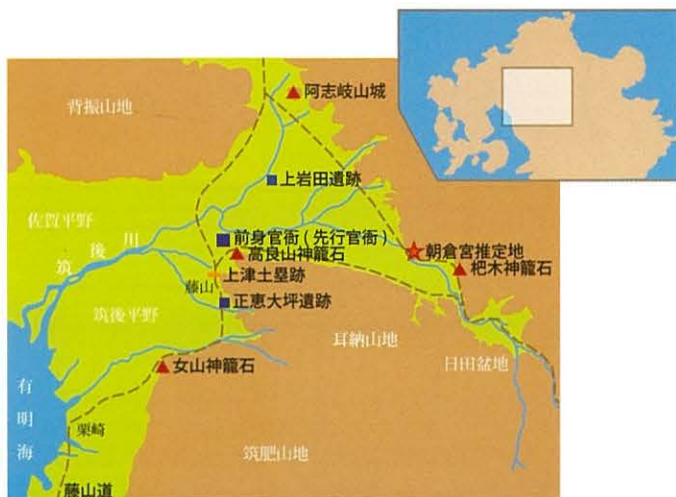 阿志岐山城
背振山地
上岩田遺跡
佐賀平野
筑後川
前身官衙(先行官衙)
高良山神籠石
朝倉宮推定地
杷木神籠石
上津土塁跡
藤山
正恵大坪遺跡
筑後平野
耳納山地
日田盆地
女山神籠石
有明海
栗崎
筑肥山地
藤山道